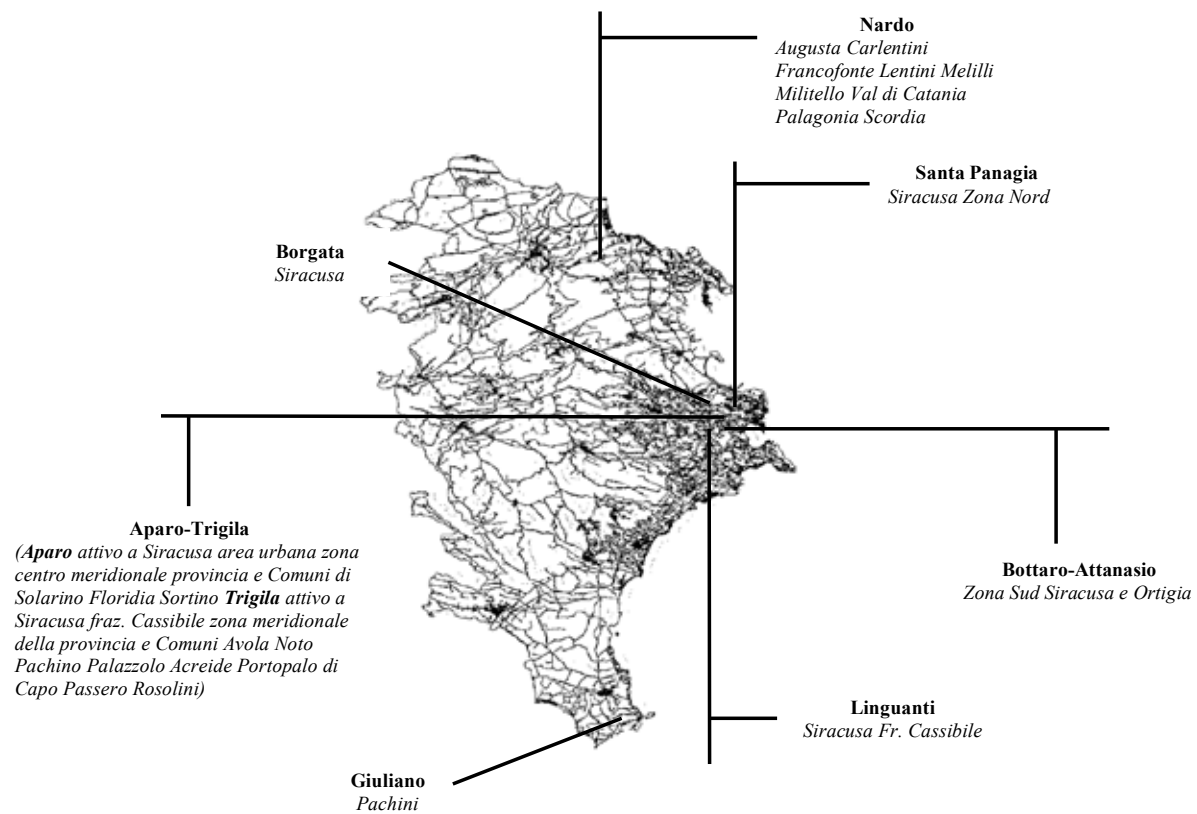 Nardo
Augusta Carlentini
Francofonte Lentini Melilli
Militello Val di Catania
Palagonia Scordia
Santa Panagia
Siracusa Zona Nord
Borgata
Siracusa
Aparo-Trigila
(Aparo attivo a Siracusa area urbana zona
centro meridionale provincia e Comuni di
Solarino Floridia Sortino Trigila attivo a
Siracusa fraz. Cassibile zona meridionale
della provincia e Comuni Avola Noto
Pachino Palazzolo Acreide Portopalo di
Capo Passero Rosolini)
Bottaro-Attanasio
Zona Sud Siracusa e Ortigia
Linguanti
Siracusa Fr. Cassibile
Giuliano
Pachini